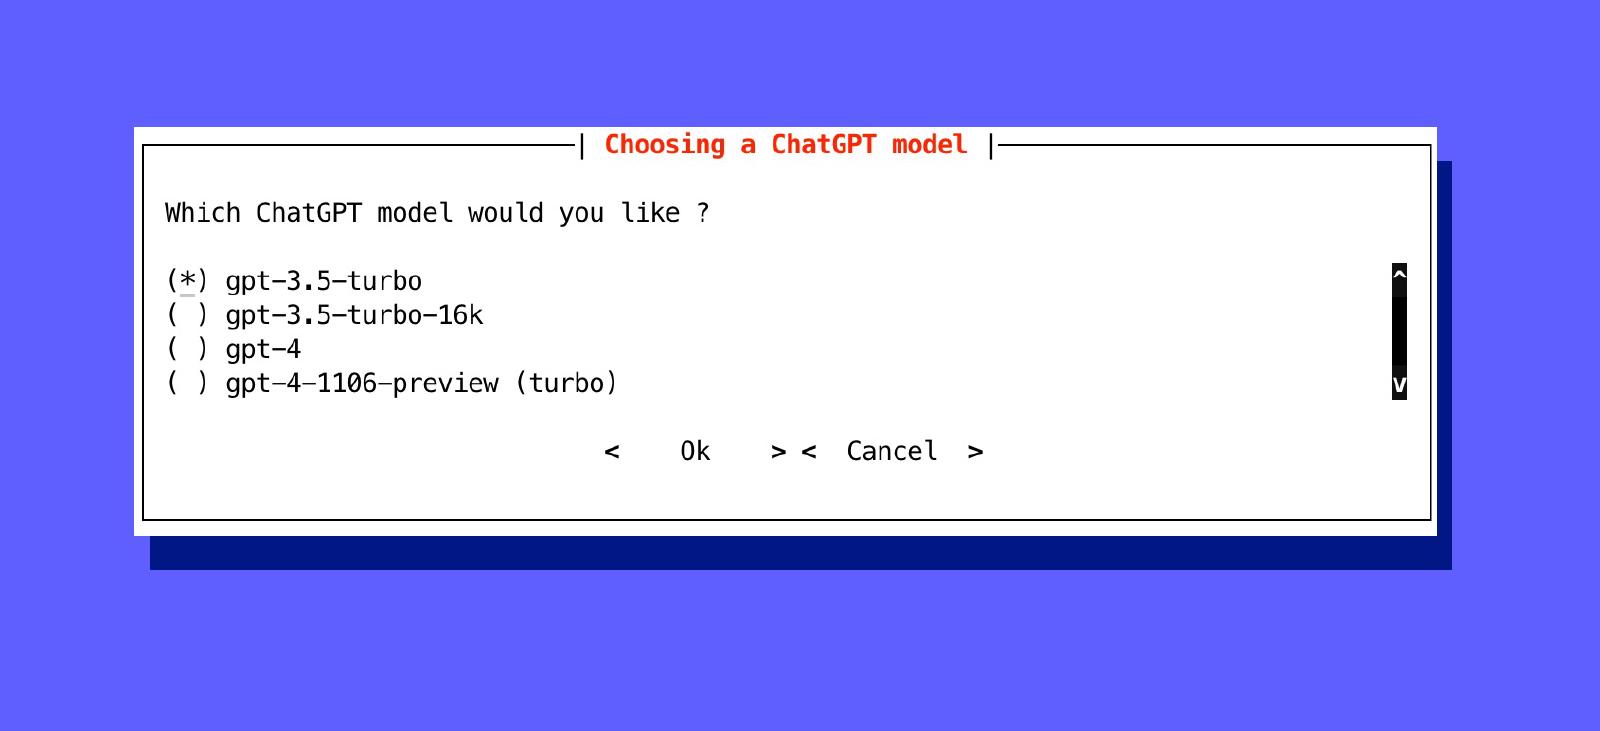 | Choosing a ChatGPT model |
Which ChatGPT model would you like ?
(*) gpt-3.5-turbo
^
( ) gpt-3.5-turbo-16k
( ) gpt-4
( ) gpt-4-1106-preview (turbo)
v
<    Ok    > <  Cancel  >